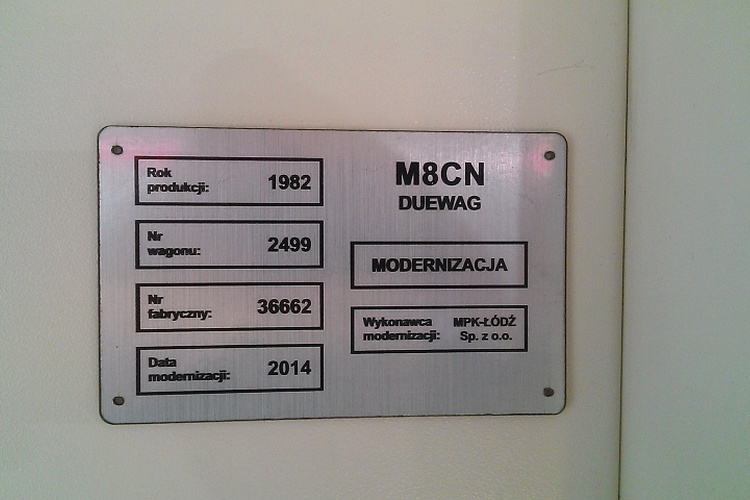 Rok
produkcji: 1982
Nr
wagonu: 2499
Nr
fabryczny: 36662
Data
modernizacji: 2014
M8CN
DUEWAG
MODERNIZACJA
Wykonawca MPK-ŁÓDŹ
modernizacji: Sp. z o.o.